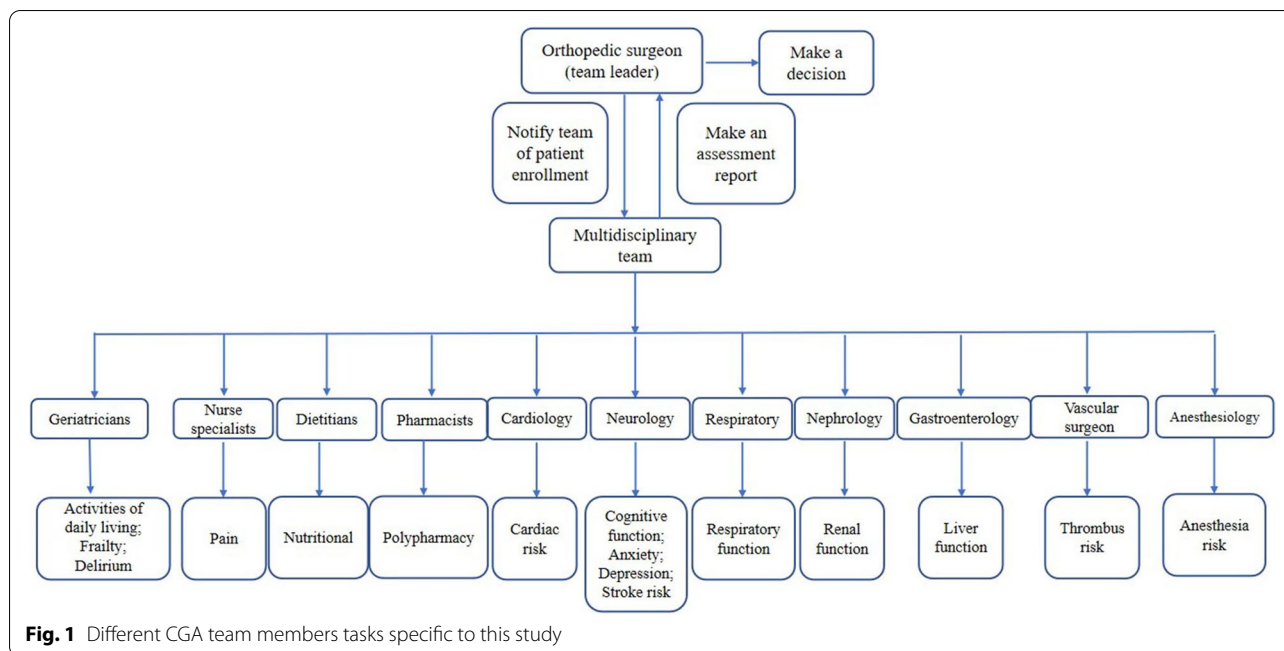 Orthopedic surgeon
(team leader)
Make a
decision
Notify team
of patient
enrollment
Make an
assessment
report
Multidisciplinary
team
Geriatricians
Nurse
specialists
Dietitians
Pharmacists
Cardiology
Neurology
Respiratory
Nephrology
Gastroenterology
Vascular
surgeon
Anesthesiology
Activities of
daily living;
Frailty;
Delirium
Pain
Nutritional
Polypharmacy
Cardiac
risk
Cognitive
function;
Anxiety;
Depression;
Stroke risk
Respiratory
function
Renal
function
Liver
function
Thrombus
risk
Anesthesia
risk
Fig. 1 Different CGA team members tasks specific to this study